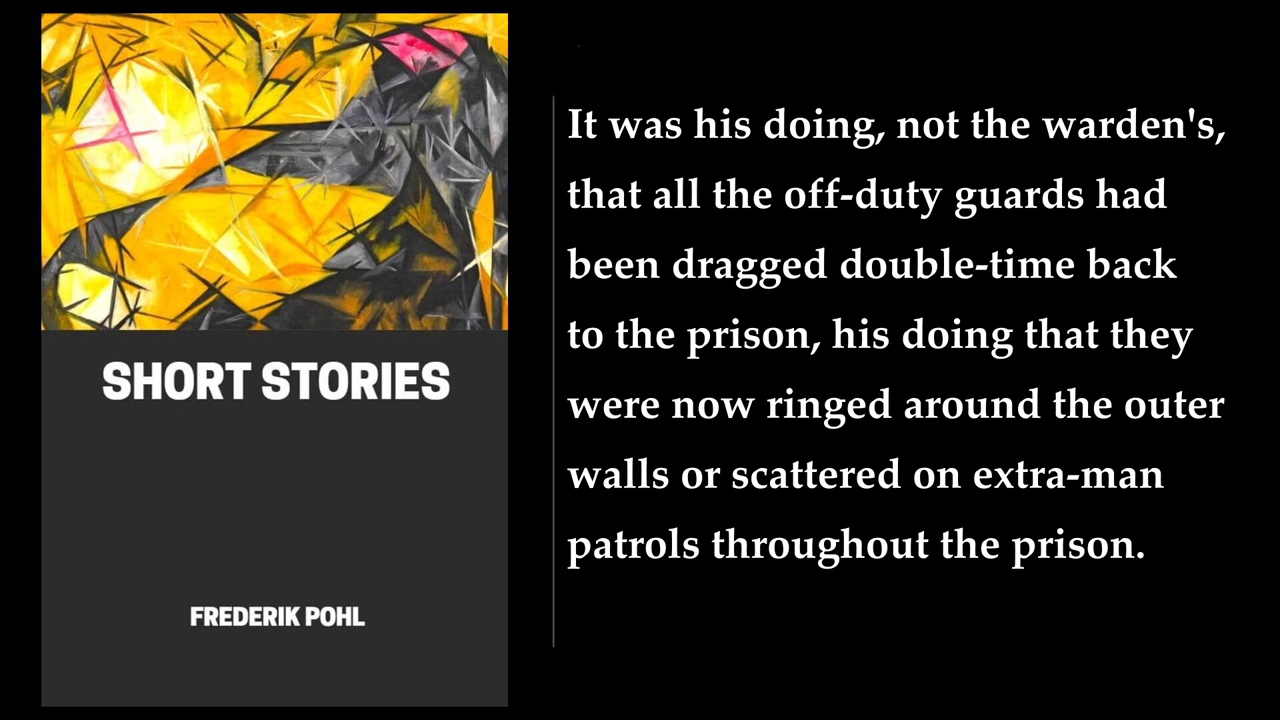 SHORT STORIES
FREDERIK POHL
It was his doing, not the warden's,
that all the off-duty guards had
been dragged double-time back
to the prison, his doing that they
were now ringed around the outer
walls or scattered on extra-man
patrols throughout the prison.